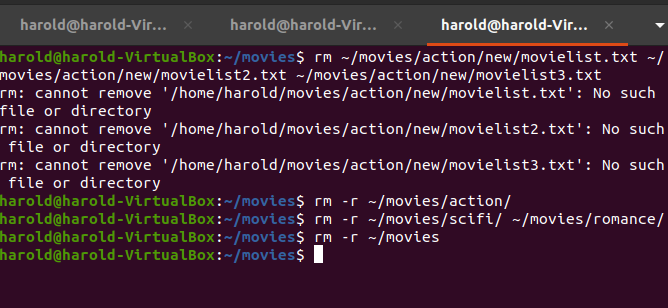 harold@harold-Vir... × harold@harold-Vir... × harold@harold-Vir... ×
harold@harold-VirtualBox:~/movies$ rm ~/movies/action/new/movielist.txt ~/
movies/action/new/movielist2.txt ~/movies/action/new/movielist3.txt
rm: cannot remove '/home/harold/movies/action/new/movielist.txt': No such
file or directory
rm: cannot remove '/home/harold/movies/action/new/movielist2.txt': No such
 file or directory
rm: cannot remove '/home/harold/movies/action/new/movielist3.txt': No such
 file or directory
harold@harold-VirtualBox:~/movies$ rm -r ~/movies/action/
harold@harold-VirtualBox:~/movies$ rm -r ~/movies/scifi/ ~/movies/romance/
harold@harold-VirtualBox:~/movies$ rm -r ~/movies
harold@harold-VirtualBox:~/movies$